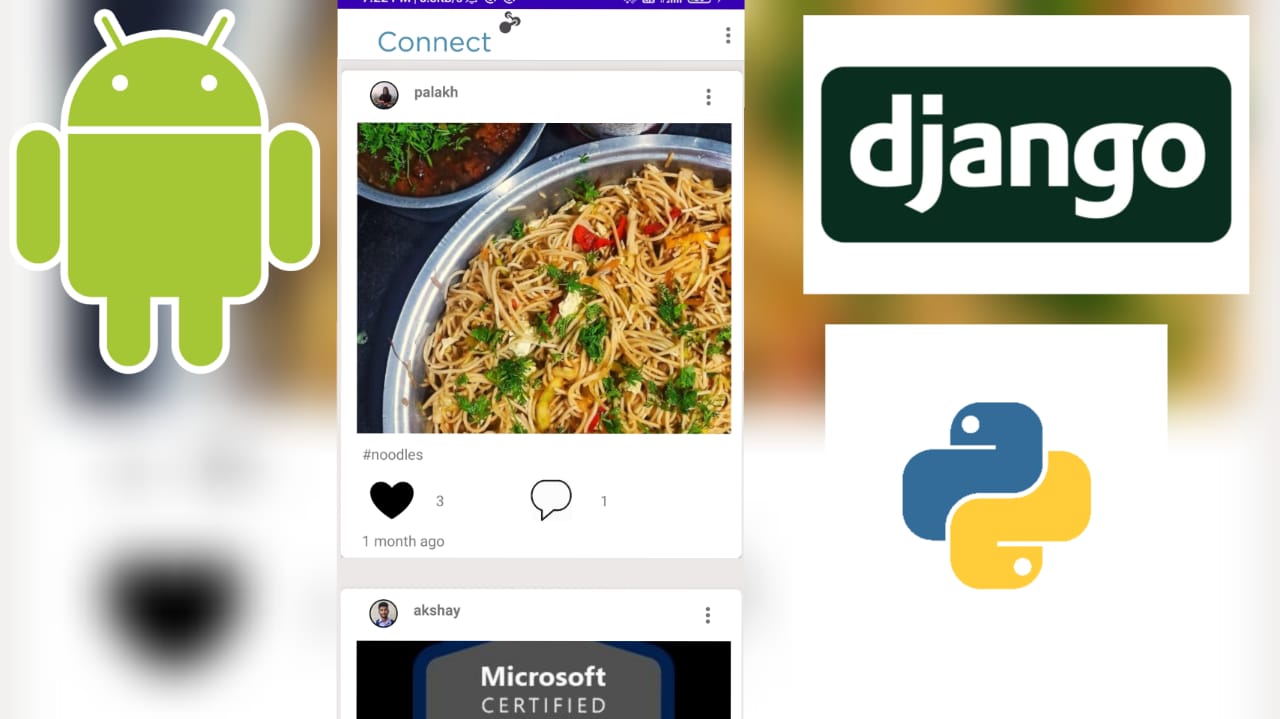 Connect
palakh
#noodles
3
1
1 month ago
akshay
Microsoft
CERTIFIED
django